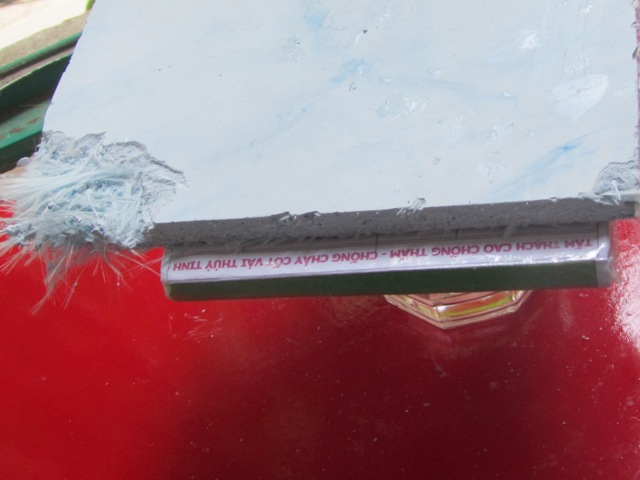 TẤM THẠCH CAO CHỐNG THẤM - CHỐNG CHÁY CỐT VẢI THỦY TINH